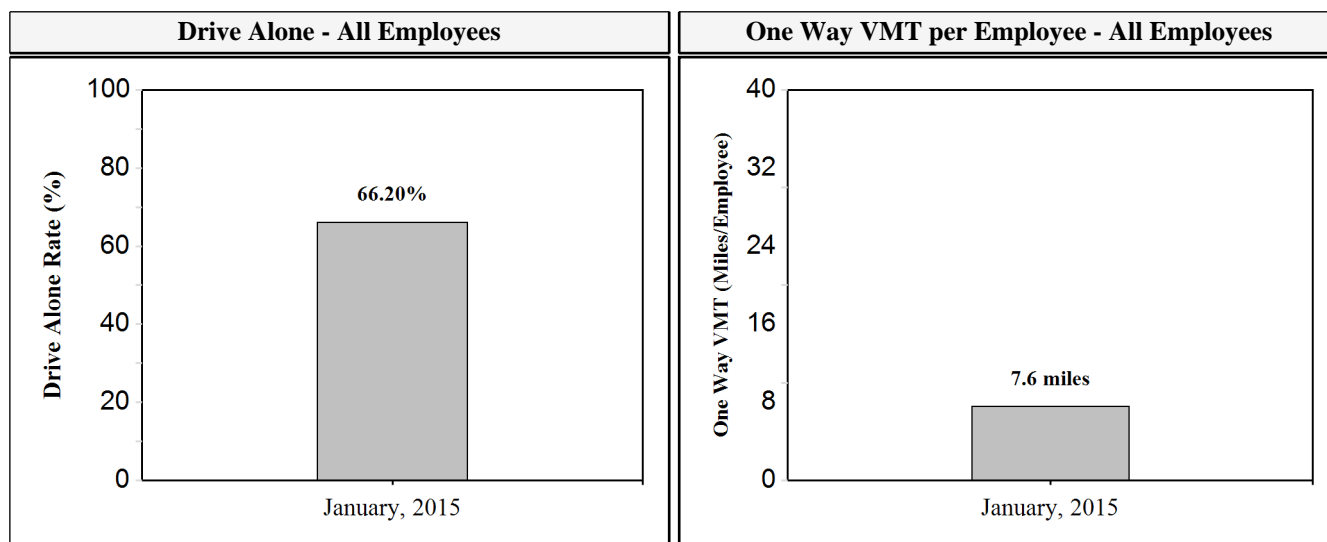 Drive Alone - All Employees
100
80
60
40
20
0
Drive Alone Rate (%)
66.20%
January, 2015
One Way VMT per Employee - All Employees
40
32
24
16
8
0
One Way VMT (Miles/Employee)
7.6 miles
January, 2015